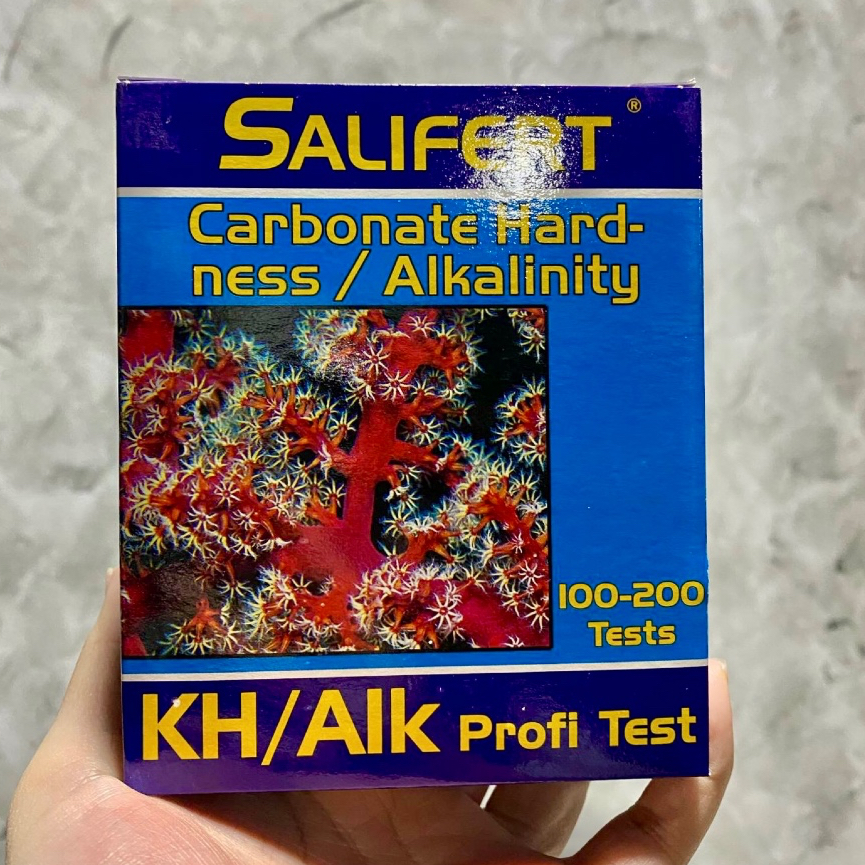 SALIFERT®
Carbonate Hard-
ness / Alkalinity
100-200
Tests
KH/Alk Profi Test